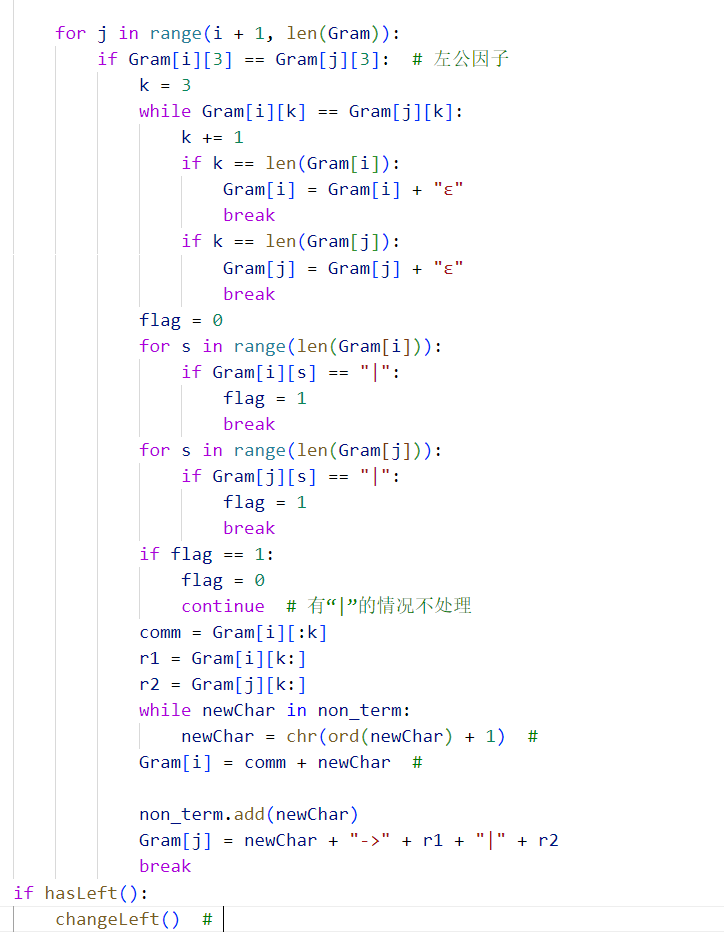 for j in range(i + 1, len(Gram)):
    if Gram[i][3] == Gram[j][3]:  # 左公因子
        k = 3
        while Gram[i][k] == Gram[j][k]:
            k += 1
            if k == len(Gram[i]):
                Gram[i] = Gram[i] + "ε"
                break
            if k == len(Gram[j]):
                Gram[j] = Gram[j] + "ε"
                break
        flag = 0
        for s in range(len(Gram[i])):
            if Gram[i][s] == "|":
                flag = 1
                break
        for s in range(len(Gram[j])):
            if Gram[j][s] == "|":
                flag = 1
                break
        if flag == 1:
            flag = 0
            continue  # 有“|”的情况不处理
        comm = Gram[i][:k]
        r1 = Gram[i][k:]
        r2 = Gram[j][k:]
        while newChar in non_term:
            newChar = chr(ord(newChar) + 1)  #
        Gram[i] = comm + newChar  #
        non_term.add(newChar)
        Gram[j] = newChar + "->" + r1 + "|" + r2
        break
if hasLeft():
    changeLeft()  #